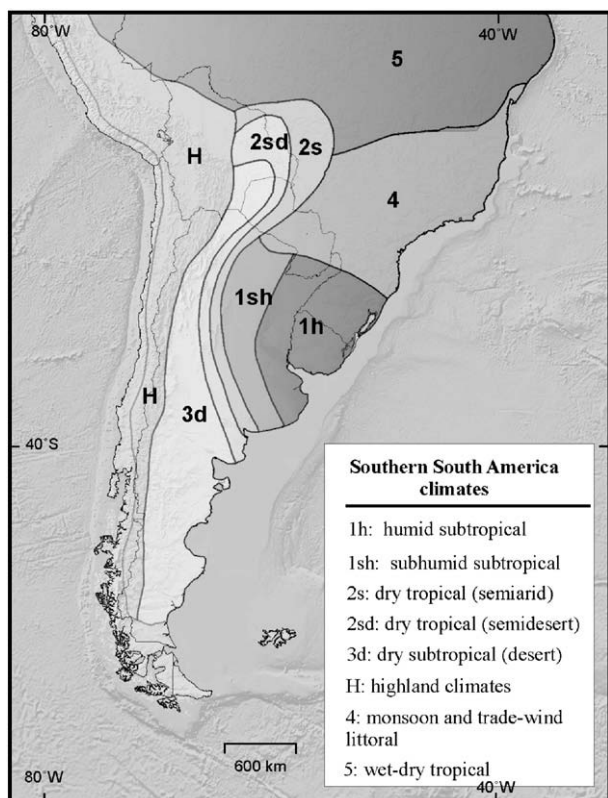 80°W
40°W
5
2sd
2s
H
4
1sh
1h
H
3d
40°S
Southern South America
climates
1h: humid subtropical
1sh: subhumid subtropical
2s: dry tropical (semiarid)
2sd: dry tropical (semidesert)
3d: dry subtropical (desert)
H: highland climates
4: monsoon and trade-wind
littoral
5: wet-dry tropical
600 km
80°W
40°W